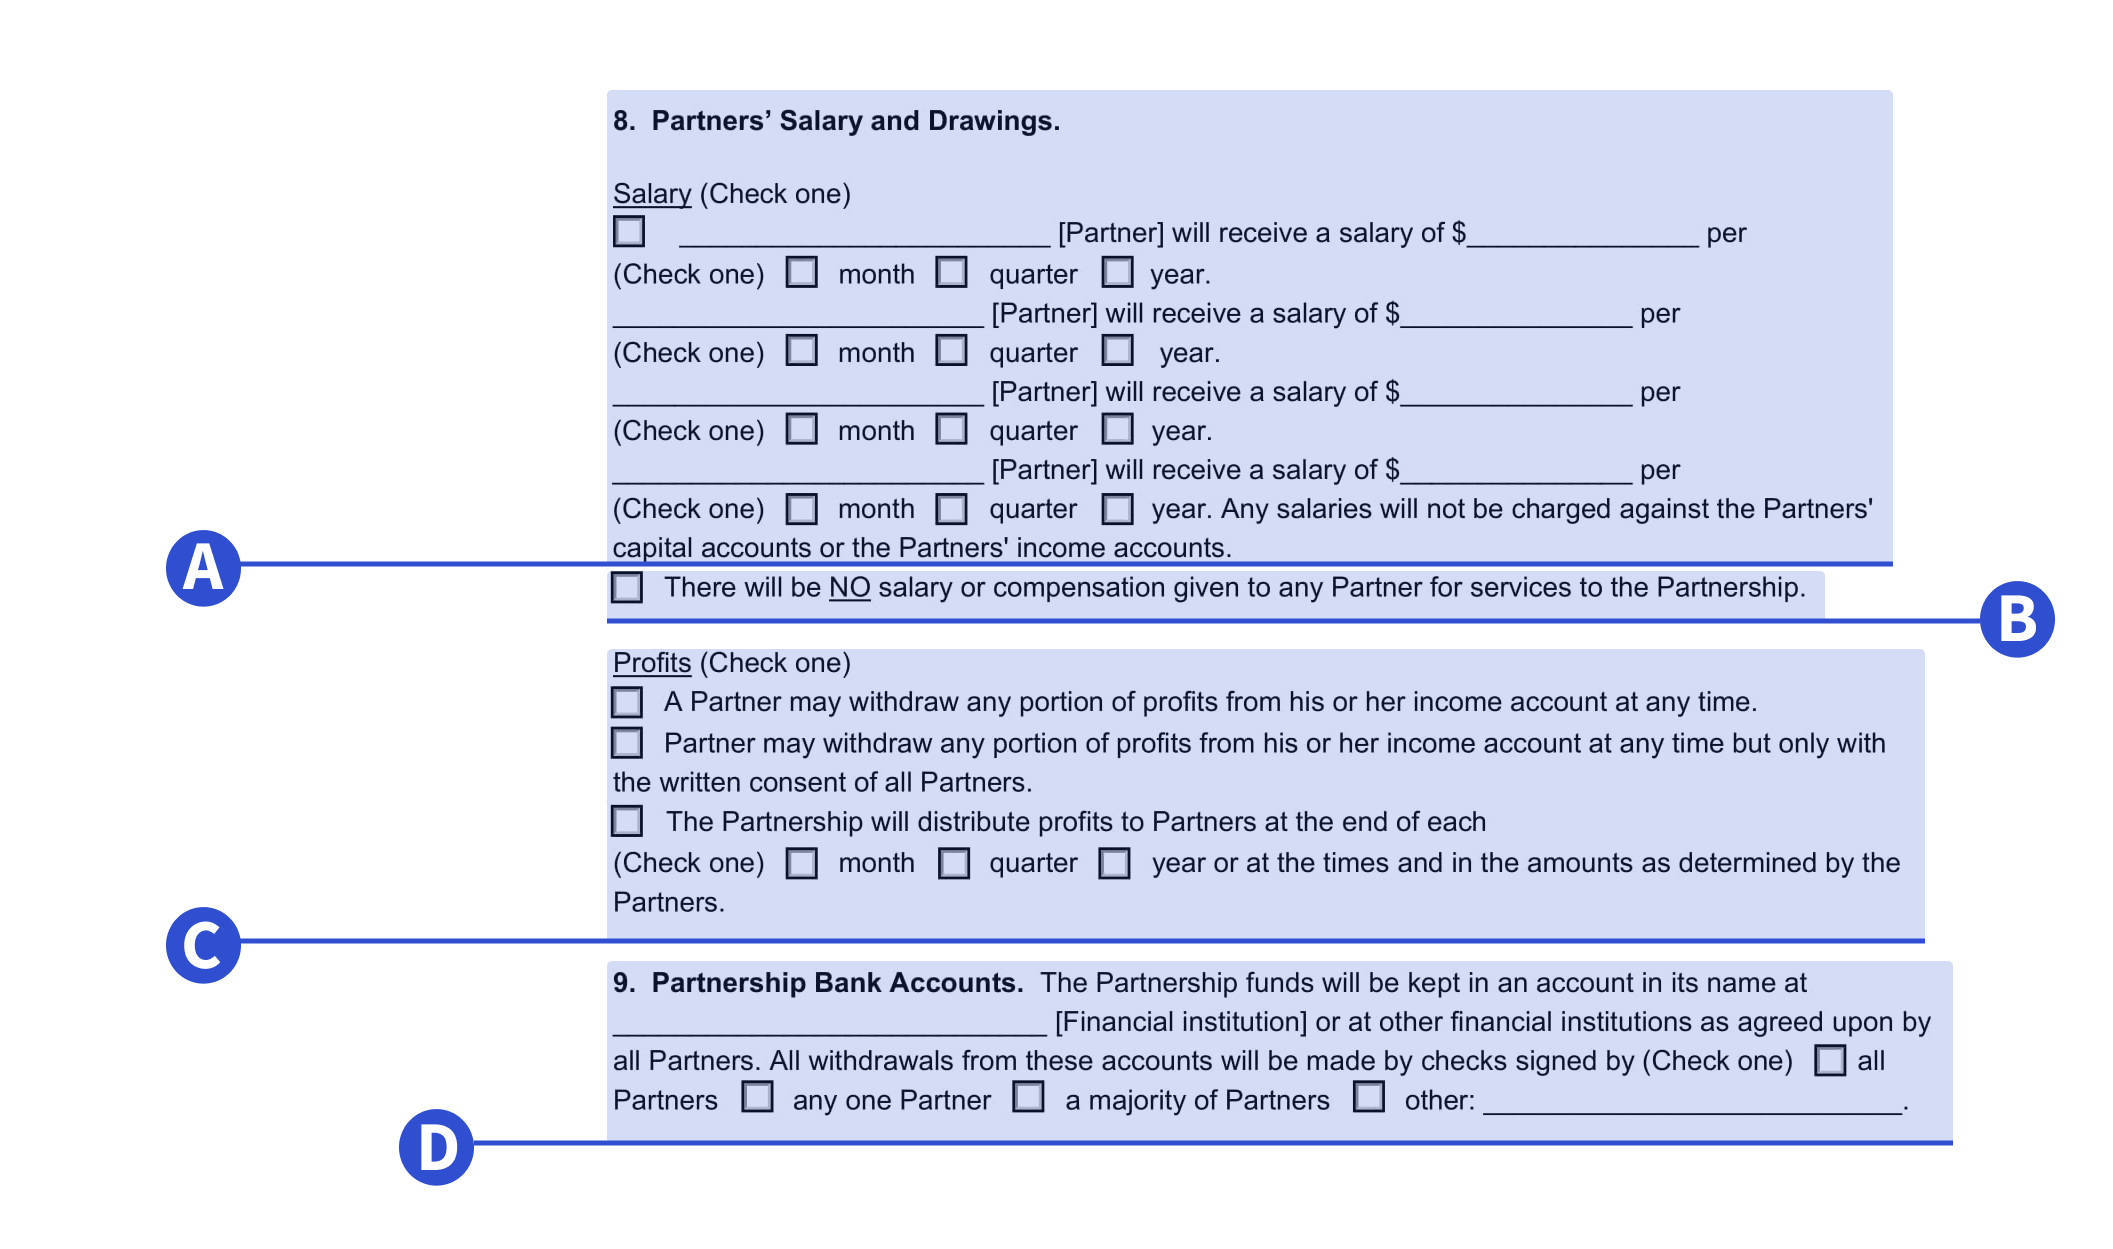 8.  Partners’ Salary and Drawings.
Salary (Check one)
________________________ [Partner] will receive a salary of $_______________ per
(Check one) month quarter year.
________________________ [Partner] will receive a salary of $_______________ per
(Check one) month quarter year.
________________________ [Partner] will receive a salary of $_______________ per
(Check one) month quarter year.
________________________ [Partner] will receive a salary of $_______________ per
(Check one) month quarter year. Any salaries will not be charged against the Partners'
capital accounts or the Partners' income accounts.
A
There will be NO salary or compensation given to any Partner for services to the Partnership.
B
Profits (Check one)
A Partner may withdraw any portion of profits from his or her income account at any time.
Partner may withdraw any portion of profits from his or her income account at any time but only with
the written consent of all Partners.
The Partnership will distribute profits to Partners at the end of each
(Check one) month quarter year or at the times and in the amounts as determined by the
Partners.
C
9.  Partnership Bank Accounts.  The Partnership funds will be kept in an account in its name at
____________________________ [Financial institution] or at other financial institutions as agreed upon by
all Partners. All withdrawals from these accounts will be made by checks signed by (Check one) all
Partners any one Partner a majority of Partners other: ___________________________.
D